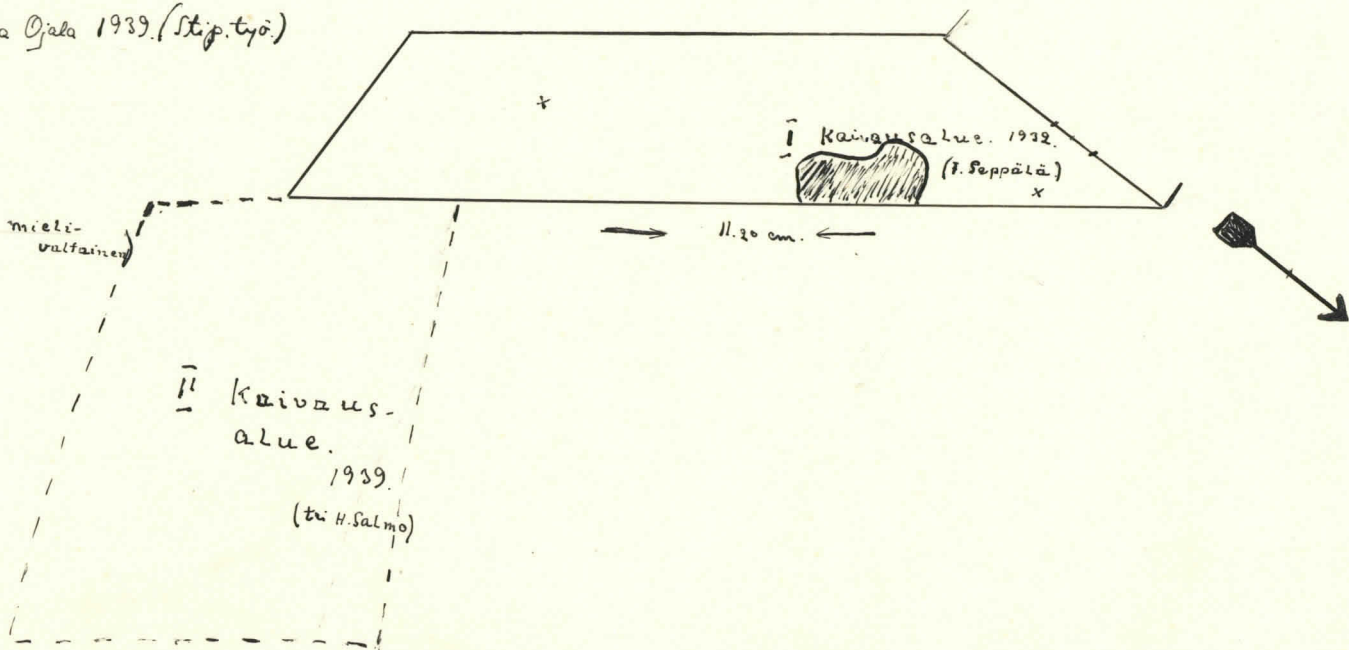 a Ojala 1939. (Stip. työ.)
I Kaivausalue. 1932.
(J. Seppälä)
x
x
mieli-
valtainen)
11.20 cm.
II Kaivaus-
alue.
1939.
(tri H. Salmo)